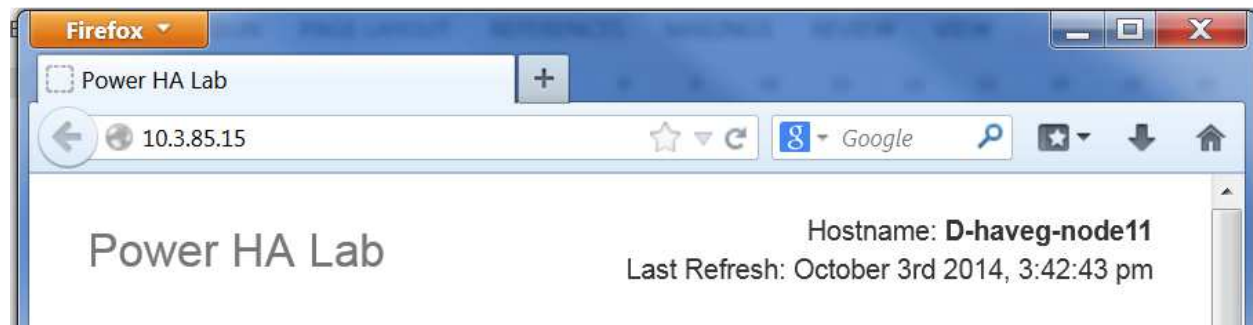 Firefox
Power HA Lab
10.3.85.15
Google
Power HA Lab
Hostname: D-haveg-node11
Last Refresh: October 3rd 2014, 3:42:43 pm